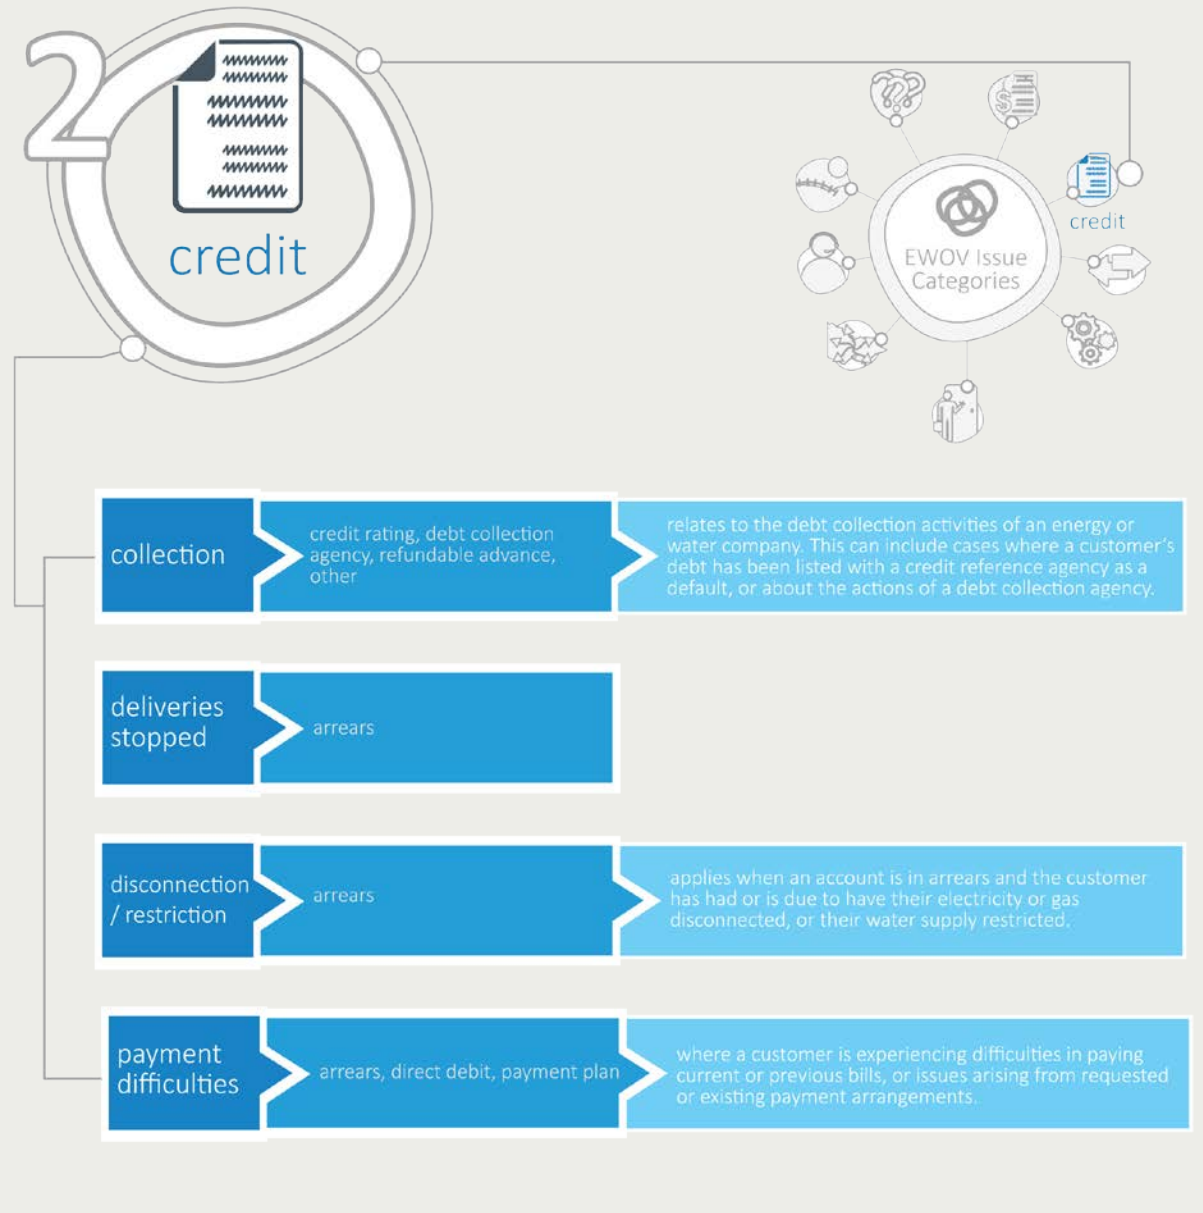 2
credit
???
$
credit
EWOV Issue
Categories
collection
credit rating, debt collection
agency, refundable advance,
other
relates to the debt collection activities of an energy or
water company. This can include cases where a customer's
debt has been listed with a credit reference agency as a
default, or about the actions of a debt collection agency.
deliveries
stopped
arrears
disconnection
/ restriction
arrears
applies when an account is in arrears and the customer
has had or is due to have their electricity or gas
disconnected, or their water supply restricted.
payment
difficulties
arrears, direct debit, payment plan
where a customer is experiencing difficulties in paying
current or previous bills, or issues arising from requested
or existing payment arrangements.